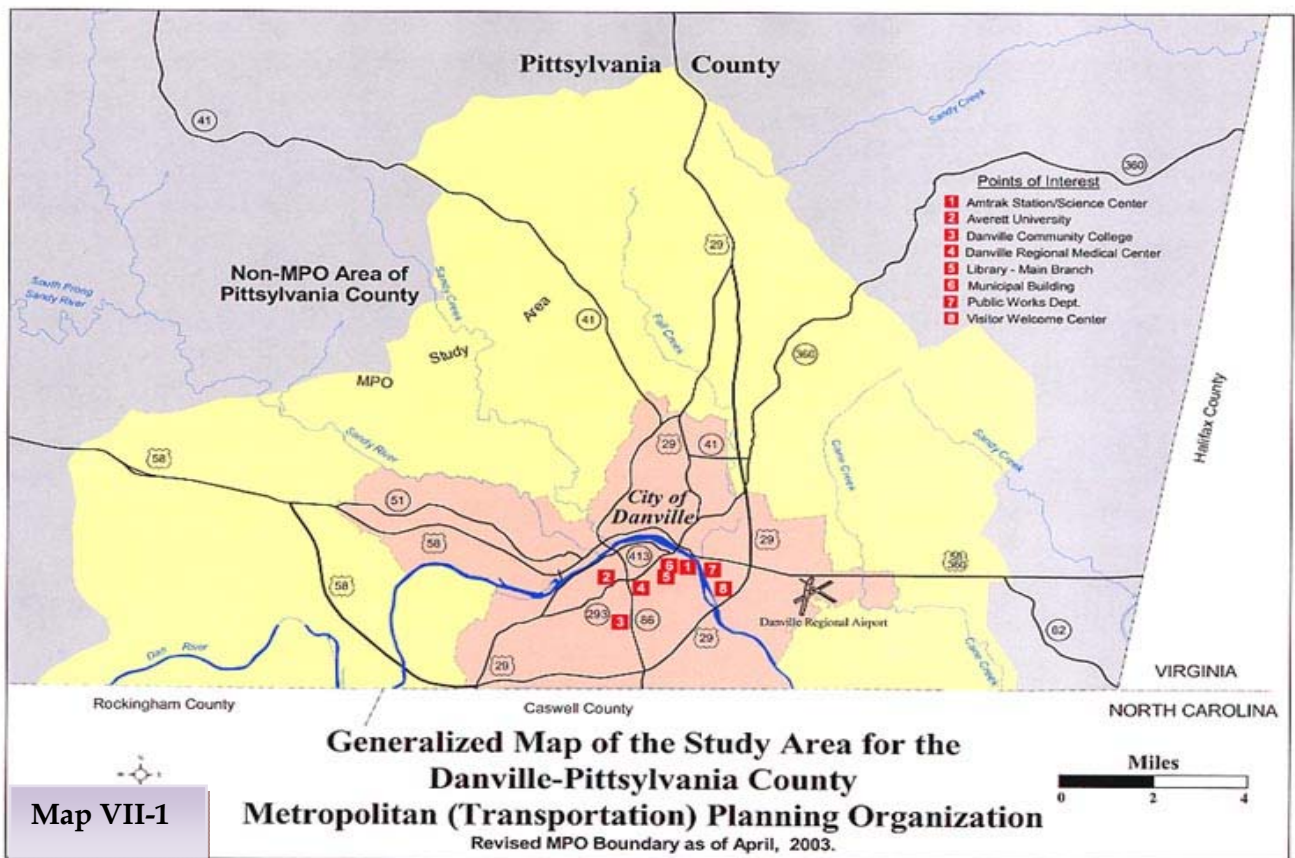 Pittsylvania County
41
Sandy Creek
360
Points of Interest
1 Amtrak Station/Science Center
2 Averett University
3 Danville Community College
4 Danville Regional Medical Center
5 Library - Main Branch
6 Municipal Building
7 Public Works Dept.
8 Visitor Welcome Center
29
Non-MPO Area of
Pittsylvania County
South Prong
Sandy River
Sandy Creek
MPO Study Area
41
Fall Creek
360
Halifax County
58
Sandy River
29
41
Cane Creek
Sandy Creek
51
City of
Danville
58
413
29
58
360
6
1
7
2
5
4
8
58
293
3
86
Danville Regional Airport
29
29
62
Dan River
Cane Creek
VIRGINIA
Rockingham County
Caswell County
NORTH CAROLINA
Generalized Map of the Study Area for the
Danville-Pittsylvania County
Metropolitan (Transportation) Planning Organization
Revised MPO Boundary as of April, 2003.
Miles
0 2 4
Map VII-1